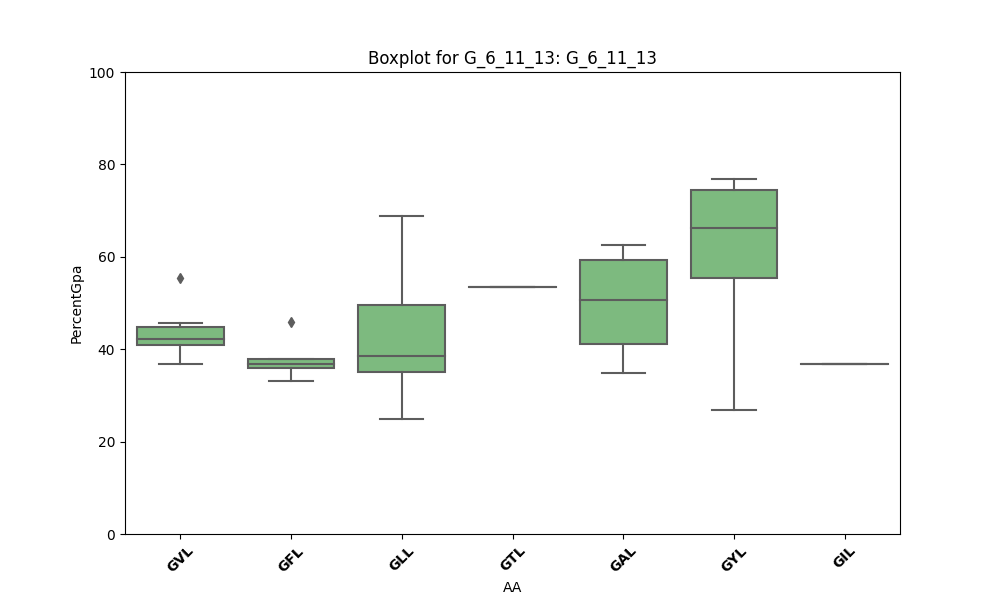 Boxplot for G_6_11_13: G_6_11_13
100
80
60
40
20
0
PercentGpa
GVL
GFL
GLL
GTL
GAL
GYL
GIL
AA